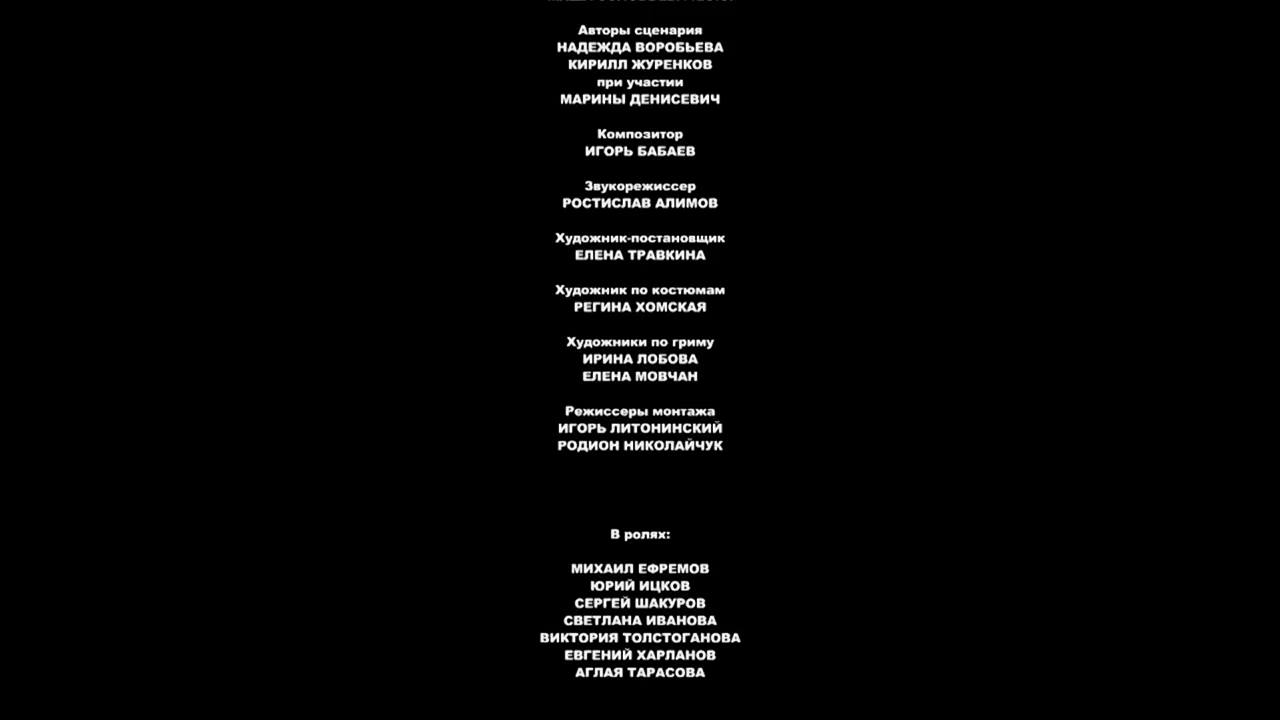 Авторы сценария
НАДЕЖДА ВОРОБЬЕВА
КИРИЛЛ ЖУРЕНКОВ
при участии
МАРИНЫ ДЕНИСЕВИЧ
Композитор
ИГОРЬ БАБАЕВ
Звукорежиссер
РОСТИСЛАВ АЛИМОВ
Художник-постановщик
ЕЛЕНА ТРАВКИНА
Художник по костюмам
РЕГИНА ХОМСКАЯ
Художники по гриму
ИРИНА ЛОБОВА
ЕЛЕНА МОВЧАН
Режиссеры монтажа
ИГОРЬ ЛИТОНИНСКИЙ
РОДИОН НИКОЛАЙЧУК
В ролях:
МИХАИЛ ЕФРЕМОВ
ЮРИЙ ИЦКОВ
СЕРГЕЙ ШАКУРОВ
СВЕТЛАНА ИВАНОВА
ВИКТОРИЯ ТОЛСТОГАНОВА
ЕВГЕНИЙ ХАРЛАНОВ
АГЛАЯ ТАРАСОВА